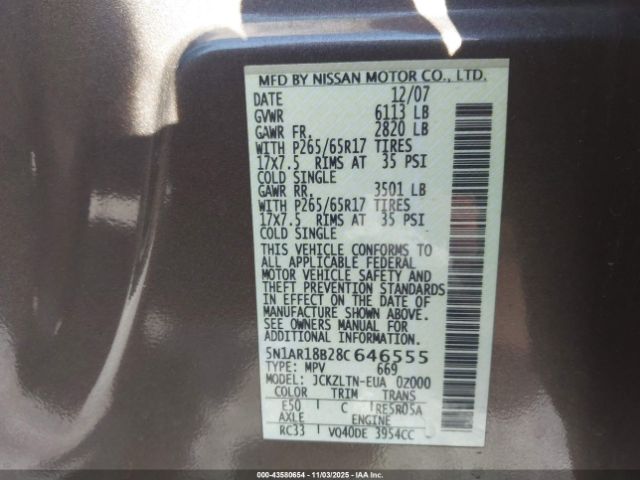 MFD BY NISSAN MOTOR CO., LTD.
DATE 12/07
GVWR 6113 LB
GAWR FR. 2820 LB
WITH P265/65R17 TIRES
17X7.5 RIMS AT 35 PSI
COLD SINGLE
GAWR RR. 3501 LB
WITH P265/65R17 TIRES
17X7.5 RIMS AT 35 PSI
COLD SINGLE
THIS VEHICLE CONFORMS TO
ALL APPLICABLE FEDERAL
MOTOR VEHICLE SAFETY AND
THEFT PREVENTION STANDARDS
IN EFFECT ON THE DATE OF
MANUFACTURE SHOWN ABOVE.
SEE OWNERS MANUAL FOR
ADDITIONAL INFORMATION.
5N1AR18B28C646555
TYPE: MPV 669
MODEL: JCKZLTN-EUA 0Z000
COLOR TRIM TRANS
E50 C RE5R05A
AXLE ENGINE
RC33 VQ40DE 3954CC
000-43580654 | 11/03/2025 - IAAI.com